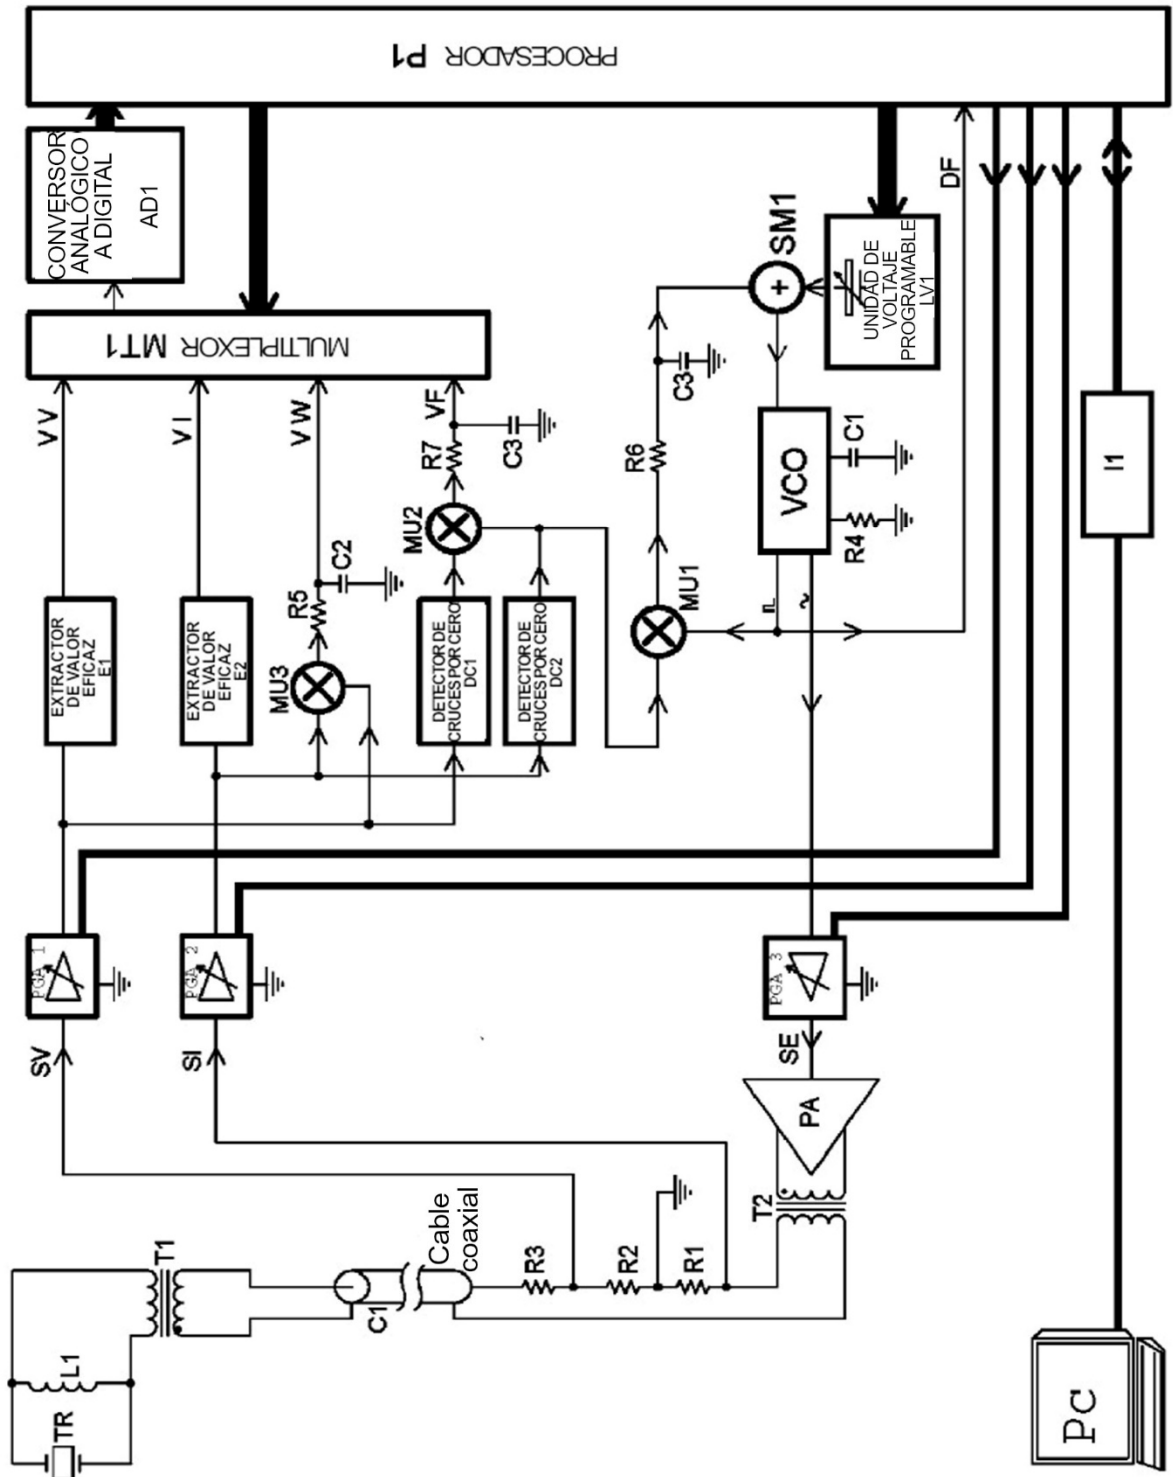 PROCESADOR P1
CONVERSOR
ANALÓGICO
A DIGITAL
AD1
MULTIPLEXOR MT1
DF
SM1
UNIDAD DE
VOLTAJE
PROGRAMABLE
LV1
VV
VI
VW
VF
R7
C3
C3
R6
MU2
VCO
C1
R4
I1
EXTRACTOR
DE VALOR
EFICAZ
E1
EXTRACTOR
DE VALOR
EFICAZ
E2
R5
C2
MU3
DETECTOR DE
CRUCES POR CERO
DC1
DETECTOR DE
CRUCES POR CERO
DC2
MU1
PGA 1
PGA 2
PGA 3
SV
SI
SE
PA
T2
Cable
coaxial
T1
C1
R3
R2
R1
L1
TR
Pc